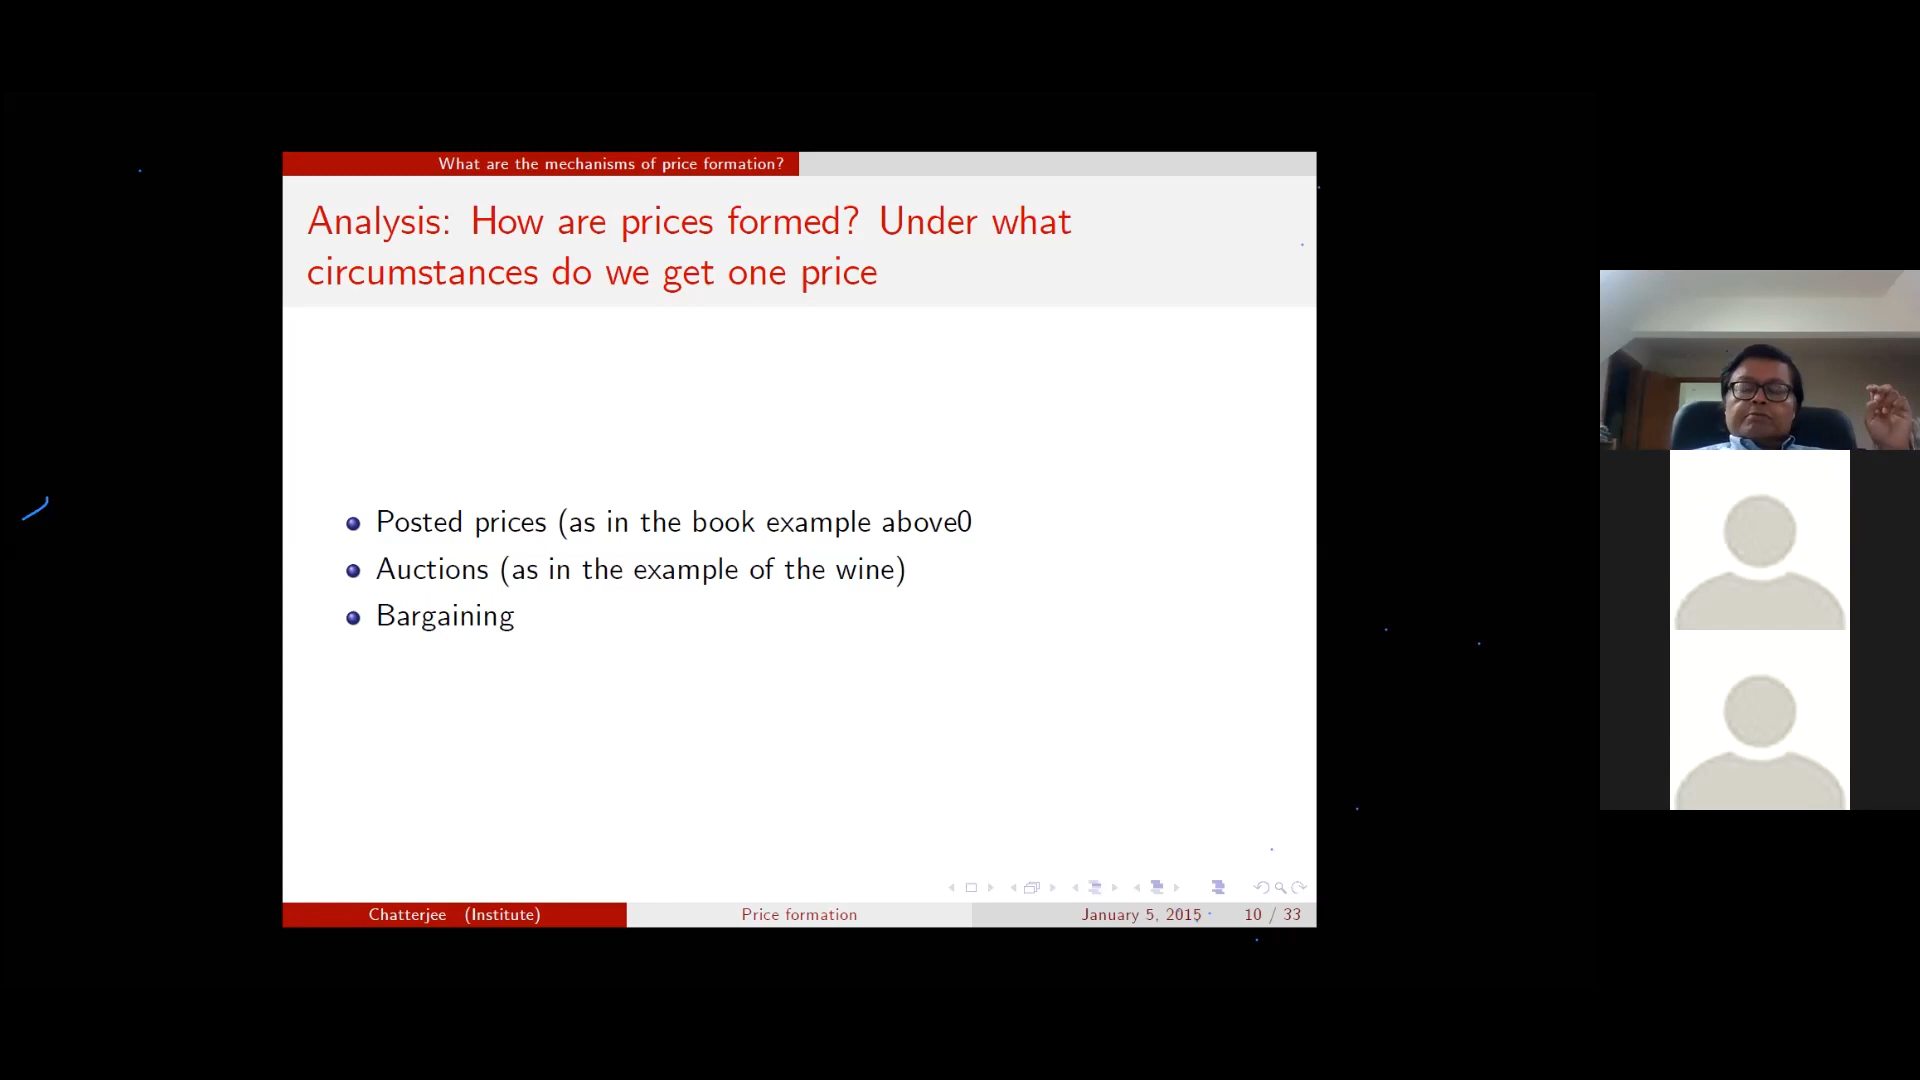 What are the mechanisms of price formation?
Analysis: How are prices formed? Under what
circumstances do we get one price
Posted prices (as in the book example above0
Auctions (as in the example of the wine)
Bargaining
Chatterjee (Institute) Price formation January 5, 2015 10 / 33